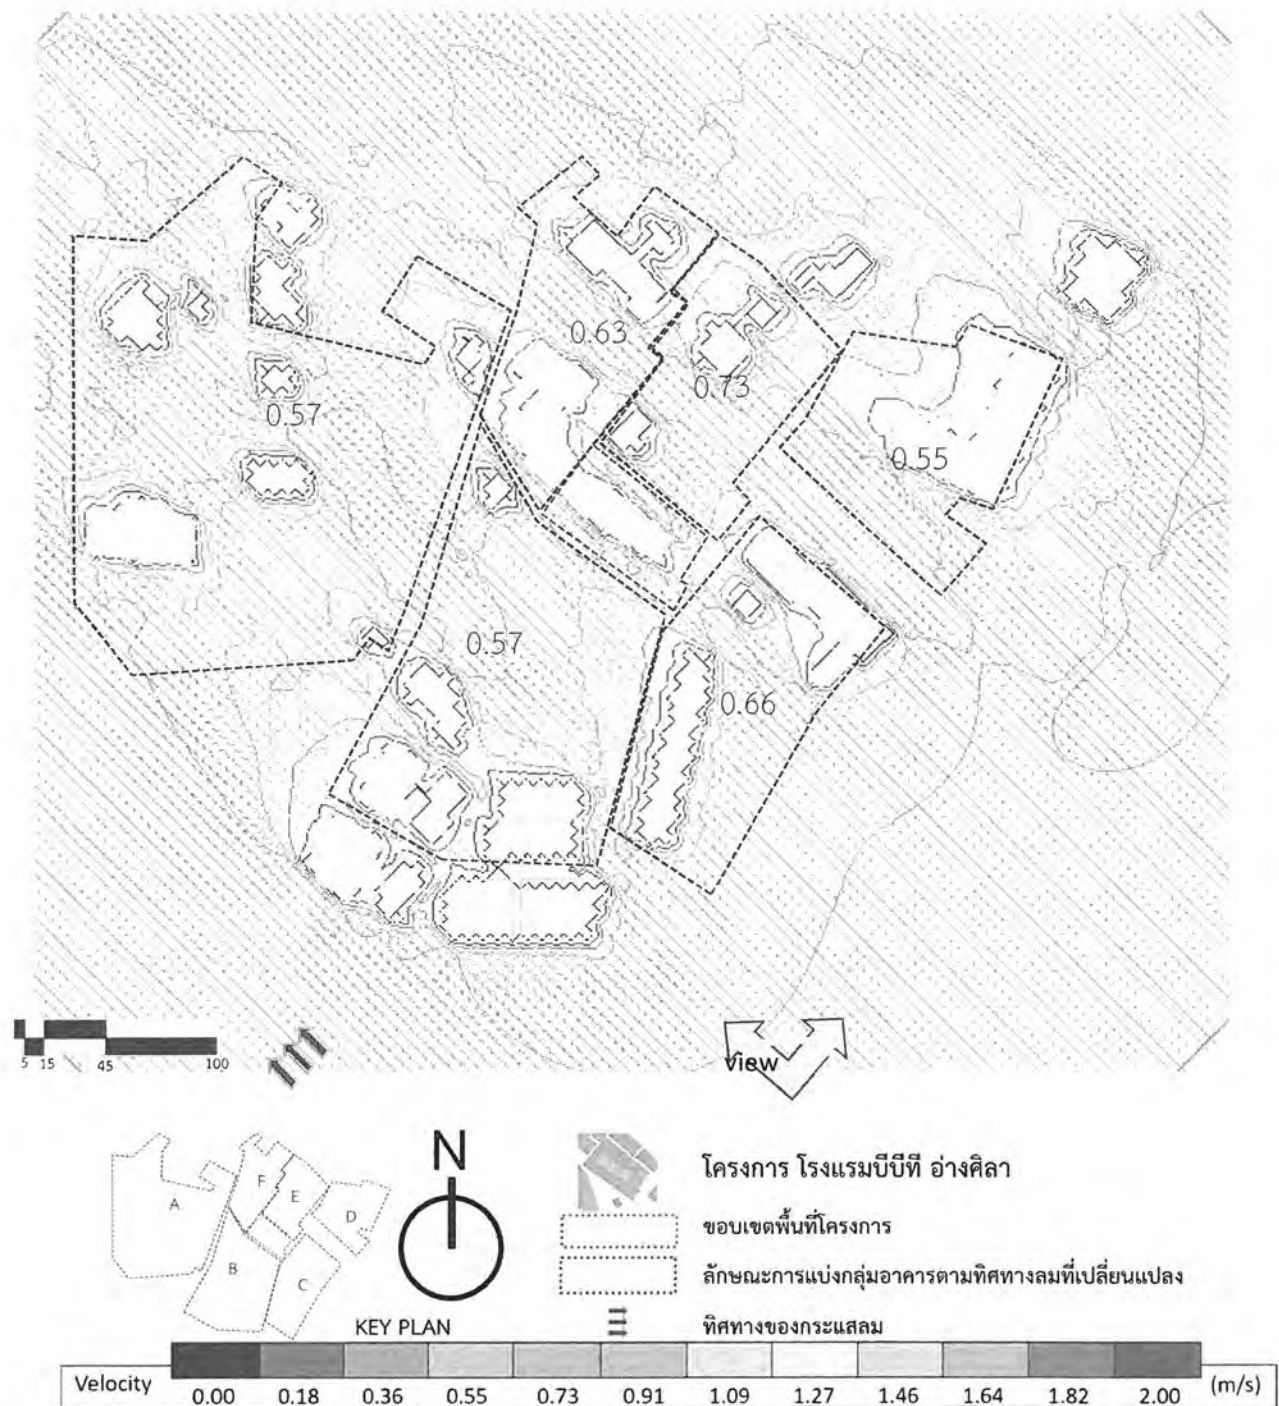 0.63
0.73
0.57
0.55
0.57
0.66
5 15 45 100
view
N
A
F
E
D
B
C
KEY PLAN
โครงการ โรงแรมบีบีที อ่างศิลา
ขอบเขตพื้นที่โครงการ
ลักษณะการแบ่งกลุ่มอาคารตามทิศทางลมที่เปลี่ยนแปลง
ทิศทางของกระแสลม
Velocity 0.00 0.18 0.36 0.55 0.73 0.91 1.09 1.27 1.46 1.64 1.82 2.00 (m/s)